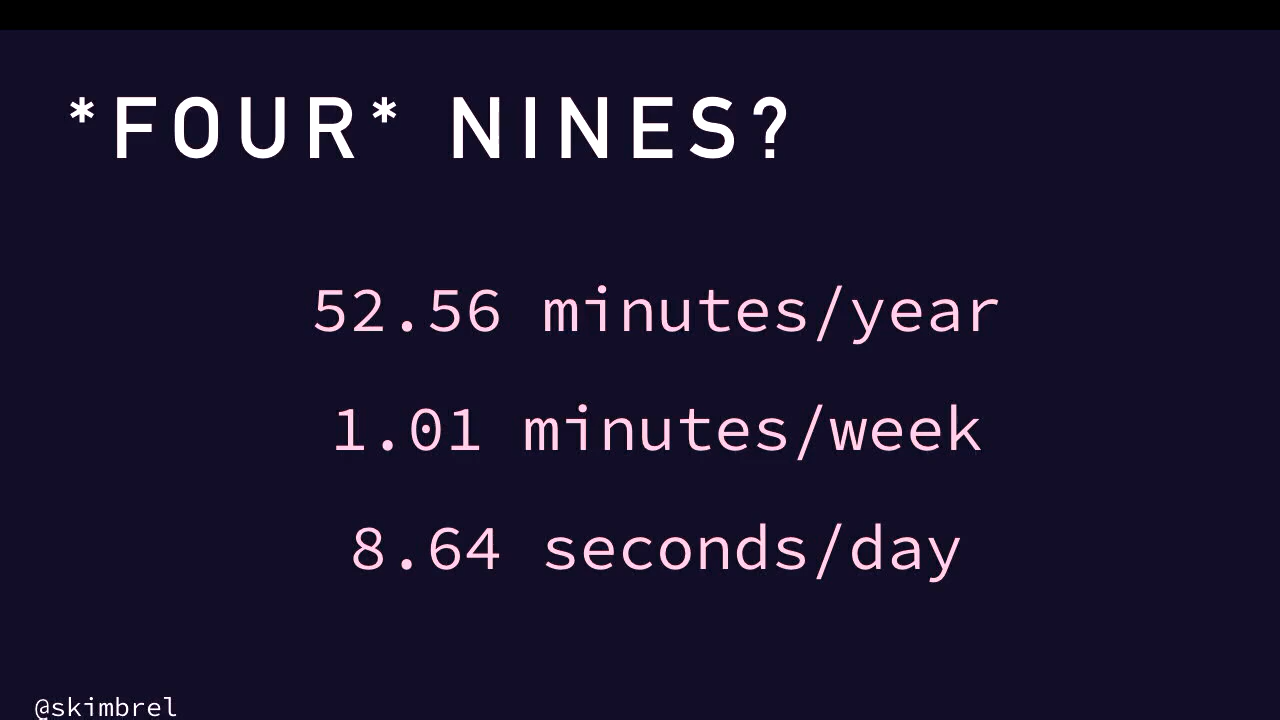 *FOUR* NINES?
52.56 minutes/year
1.01 minutes/week
8.64 seconds/day
@skimbrel